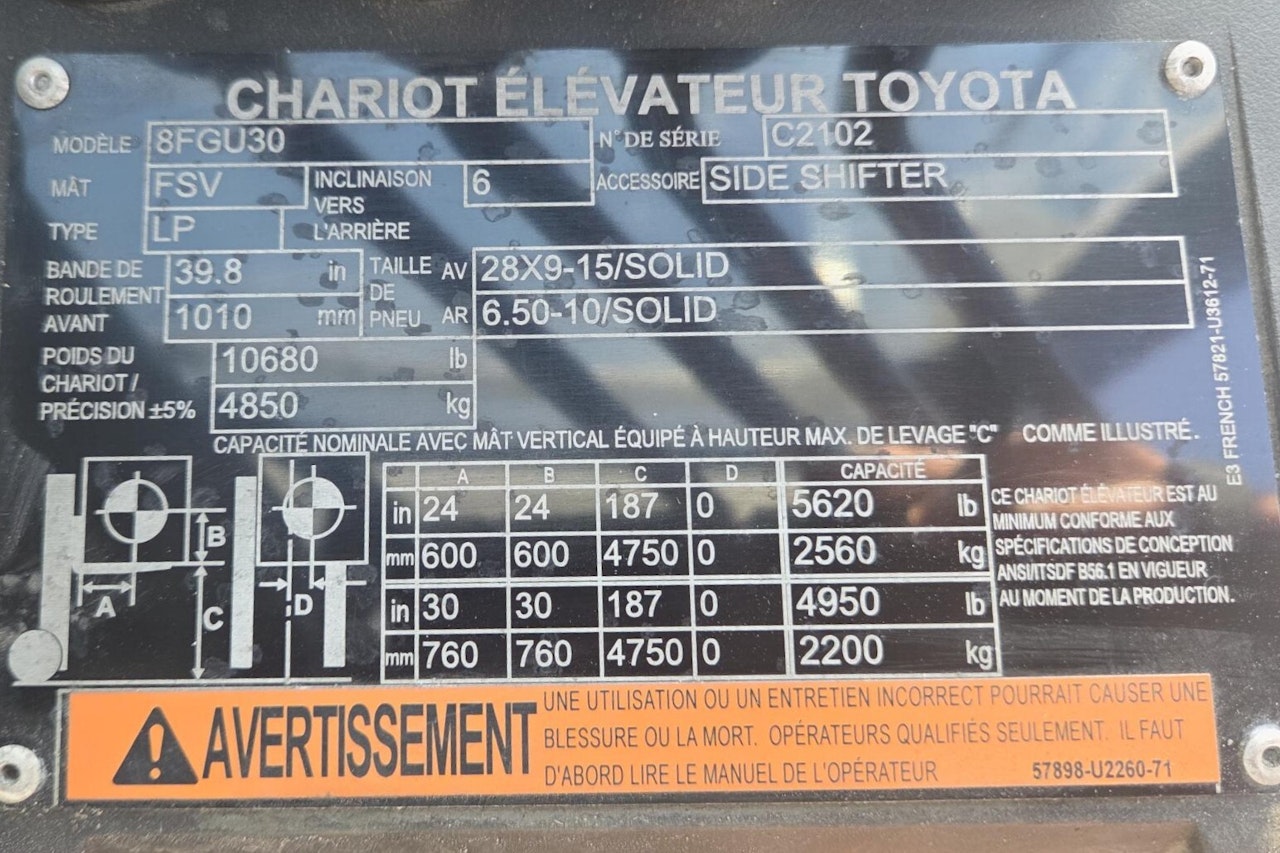 CHARIOT ÉLÉVATEUR TOYOTA
MODÈLE 8FGU30 N° DE SÉRIE C2102
MÂT FSV INCLINAISON VERS L'ARRIÈRE 6 ACCESSOIRE SIDE SHIFTER
TYPE LP
BANDE DE ROULEMENT AVANT 39.8 in TAILLE DE PNEU AV 28X9-15/SOLID
1010 mm AR 6.50-10/SOLID
POIDS DU CHARIOT / PRÉCISION ±5% 10680 lb
4850 kg
CAPACITÉ NOMINALE AVEC MÂT VERTICAL ÉQUIPÉ À HAUTEUR MAX. DE LEVAGE "C" COMME ILLUSTRÉ.
A B C D
A B C D CAPACITÉ
in 24 24 187 0 5620 lb
mm 600 600 4750 0 2560 kg
in 30 30 187 0 4950 lb
mm 760 760 4750 0 2200 kg
CE CHARIOT ÉLÉVATEUR EST AU
MINIMUM CONFORME AUX
SPÉCIFICATIONS DE CONCEPTION
ANSI/ITSDF B56.1 EN VIGUEUR
AU MOMENT DE LA PRODUCTION.
E3 FRENCH 57821-U3612-71
AVERTISSEMENT
UNE UTILISATION OU UN ENTRETIEN INCORRECT POURRAIT CAUSER UNE
BLESSURE OU LA MORT. OPÉRATEURS QUALIFIÉS SEULEMENT. IL FAUT
D'ABORD LIRE LE MANUEL DE L'OPÉRATEUR 57898-U2260-71